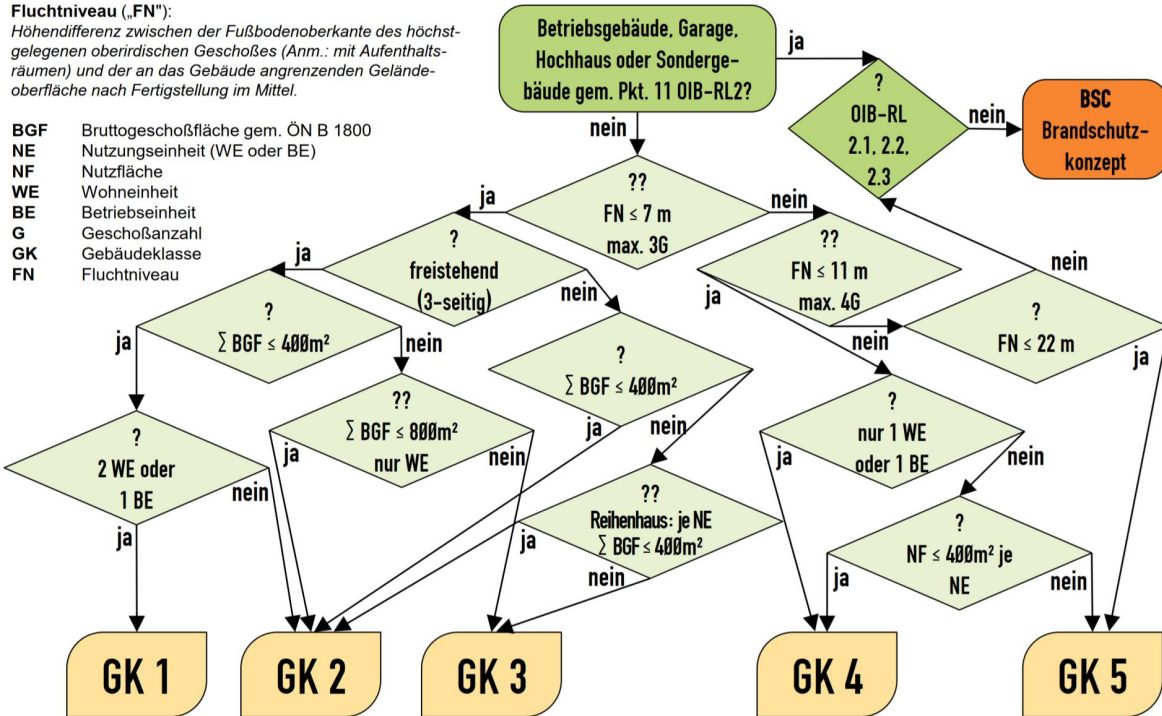 Fluchtniveau („FN"):
Höhendifferenz zwischen der Fußbodenoberkante des höchst-
gelegenen oberirdischen Geschoßes (Anm.: mit Aufenthalts-
räumen) und der an das Gebäude angrenzenden Gelände-
oberfläche nach Fertigstellung im Mittel.
BGF Bruttogeschoßfläche gem. ÖN B 1800
NE Nutzungseinheit (WE oder BE)
NF Nutzfläche
WE Wohneinheit
BE Betriebseinheit
G Geschoßanzahl
GK Gebäudeklasse
FN Fluchtniveau
Betriebsgebäude, Garage,
Hochhaus oder Sonderge-
bäude gem. Pkt. 11 OIB-RL2?
ja
nein
?
OIB-RL
2.1, 2.2,
2.3
nein
BSC
Brandschutz-
konzept
??
FN ≤ 7 m
max. 3G
ja
nein
?
freistehend
(3-seitig)
ja
nein
??
FN ≤ 11 m
max. 4G
ja
nein
?
FN ≤ 22 m
nein
ja
?
∑ BGF ≤ 400m²
ja
nein
?
∑ BGF ≤ 400m²
ja
nein
??
∑ BGF ≤ 800m²
nur WE
ja
nein
?
nur 1 WE
oder 1 BE
ja
nein
?
2 WE oder
1 BE
ja
nein
??
Reihenhaus: je NE
∑ BGF ≤ 400m²
ja
nein
?
NF ≤ 400m² je
NE
ja
nein
GK 1
GK 2
GK 3
GK 4
GK 5